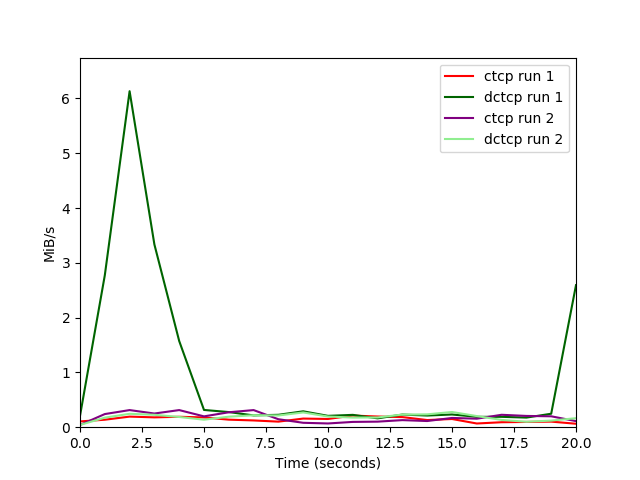 ctcp run 1
dctcp run 1
ctcp run 2
dctcp run 2
6
5
4
3
2
1
0
MiB/s
0.0 2.5 5.0 7.5 10.0 12.5 15.0 17.5 20.0
Time (seconds)